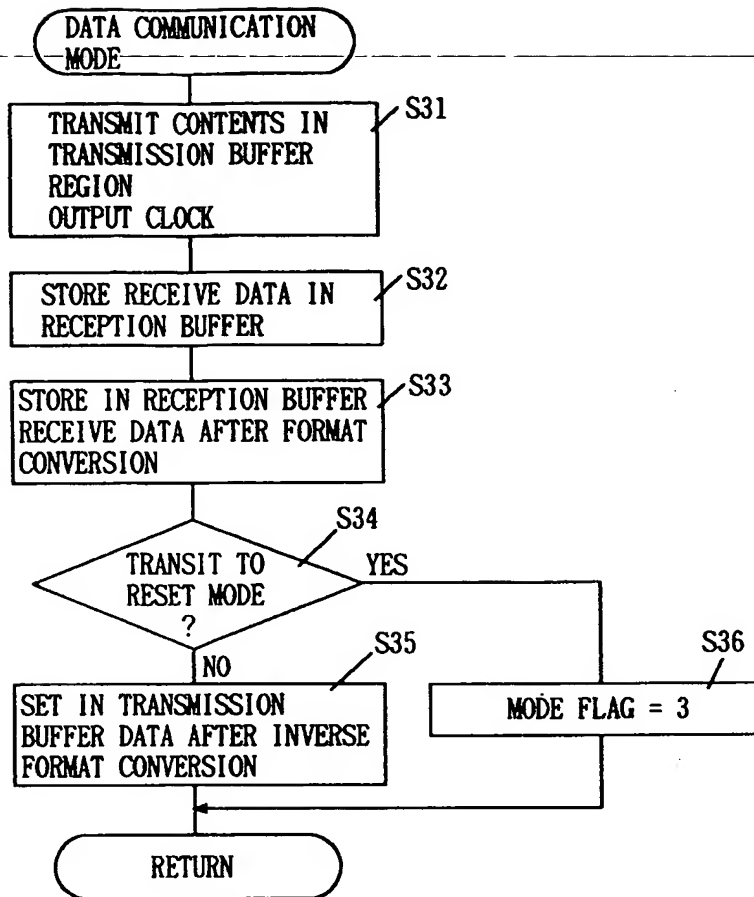 DATA COMMUNICATION
MODE
S31
TRANSMIT CONTENTS IN
TRANSMISSION BUFFER
REGION
OUTPUT CLOCK
S32
STORE RECEIVE DATA IN
RECEPTION BUFFER
S33
STORE IN RECEPTION BUFFER
RECEIVE DATA AFTER FORMAT
CONVERSION
S34
TRANSIT TO
RESET MODE
?
YES
NO
S35
SET IN TRANSMISSION
BUFFER DATA AFTER INVERSE
FORMAT CONVERSION
S36
MODE FLAG = 3
RETURN